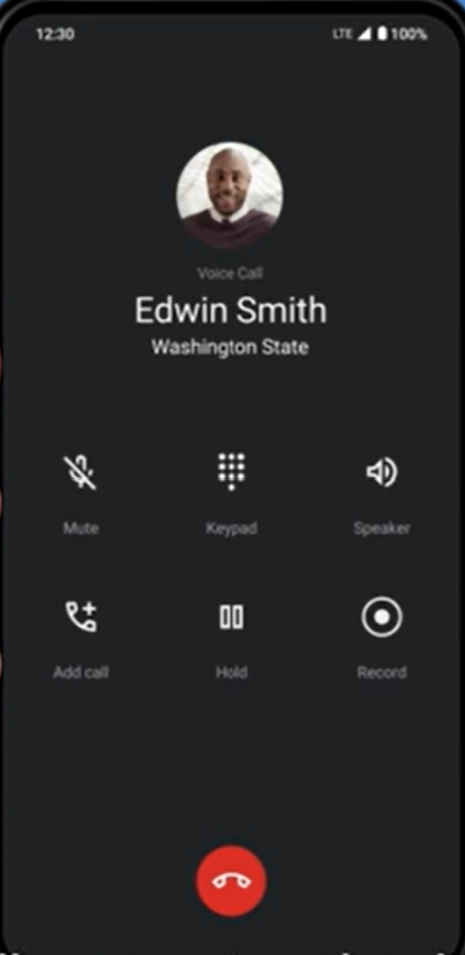 12:30 LTE 100%
Voice Call
Edwin Smith
Washington State
Mute Keypad Speaker
Add call Hold Record